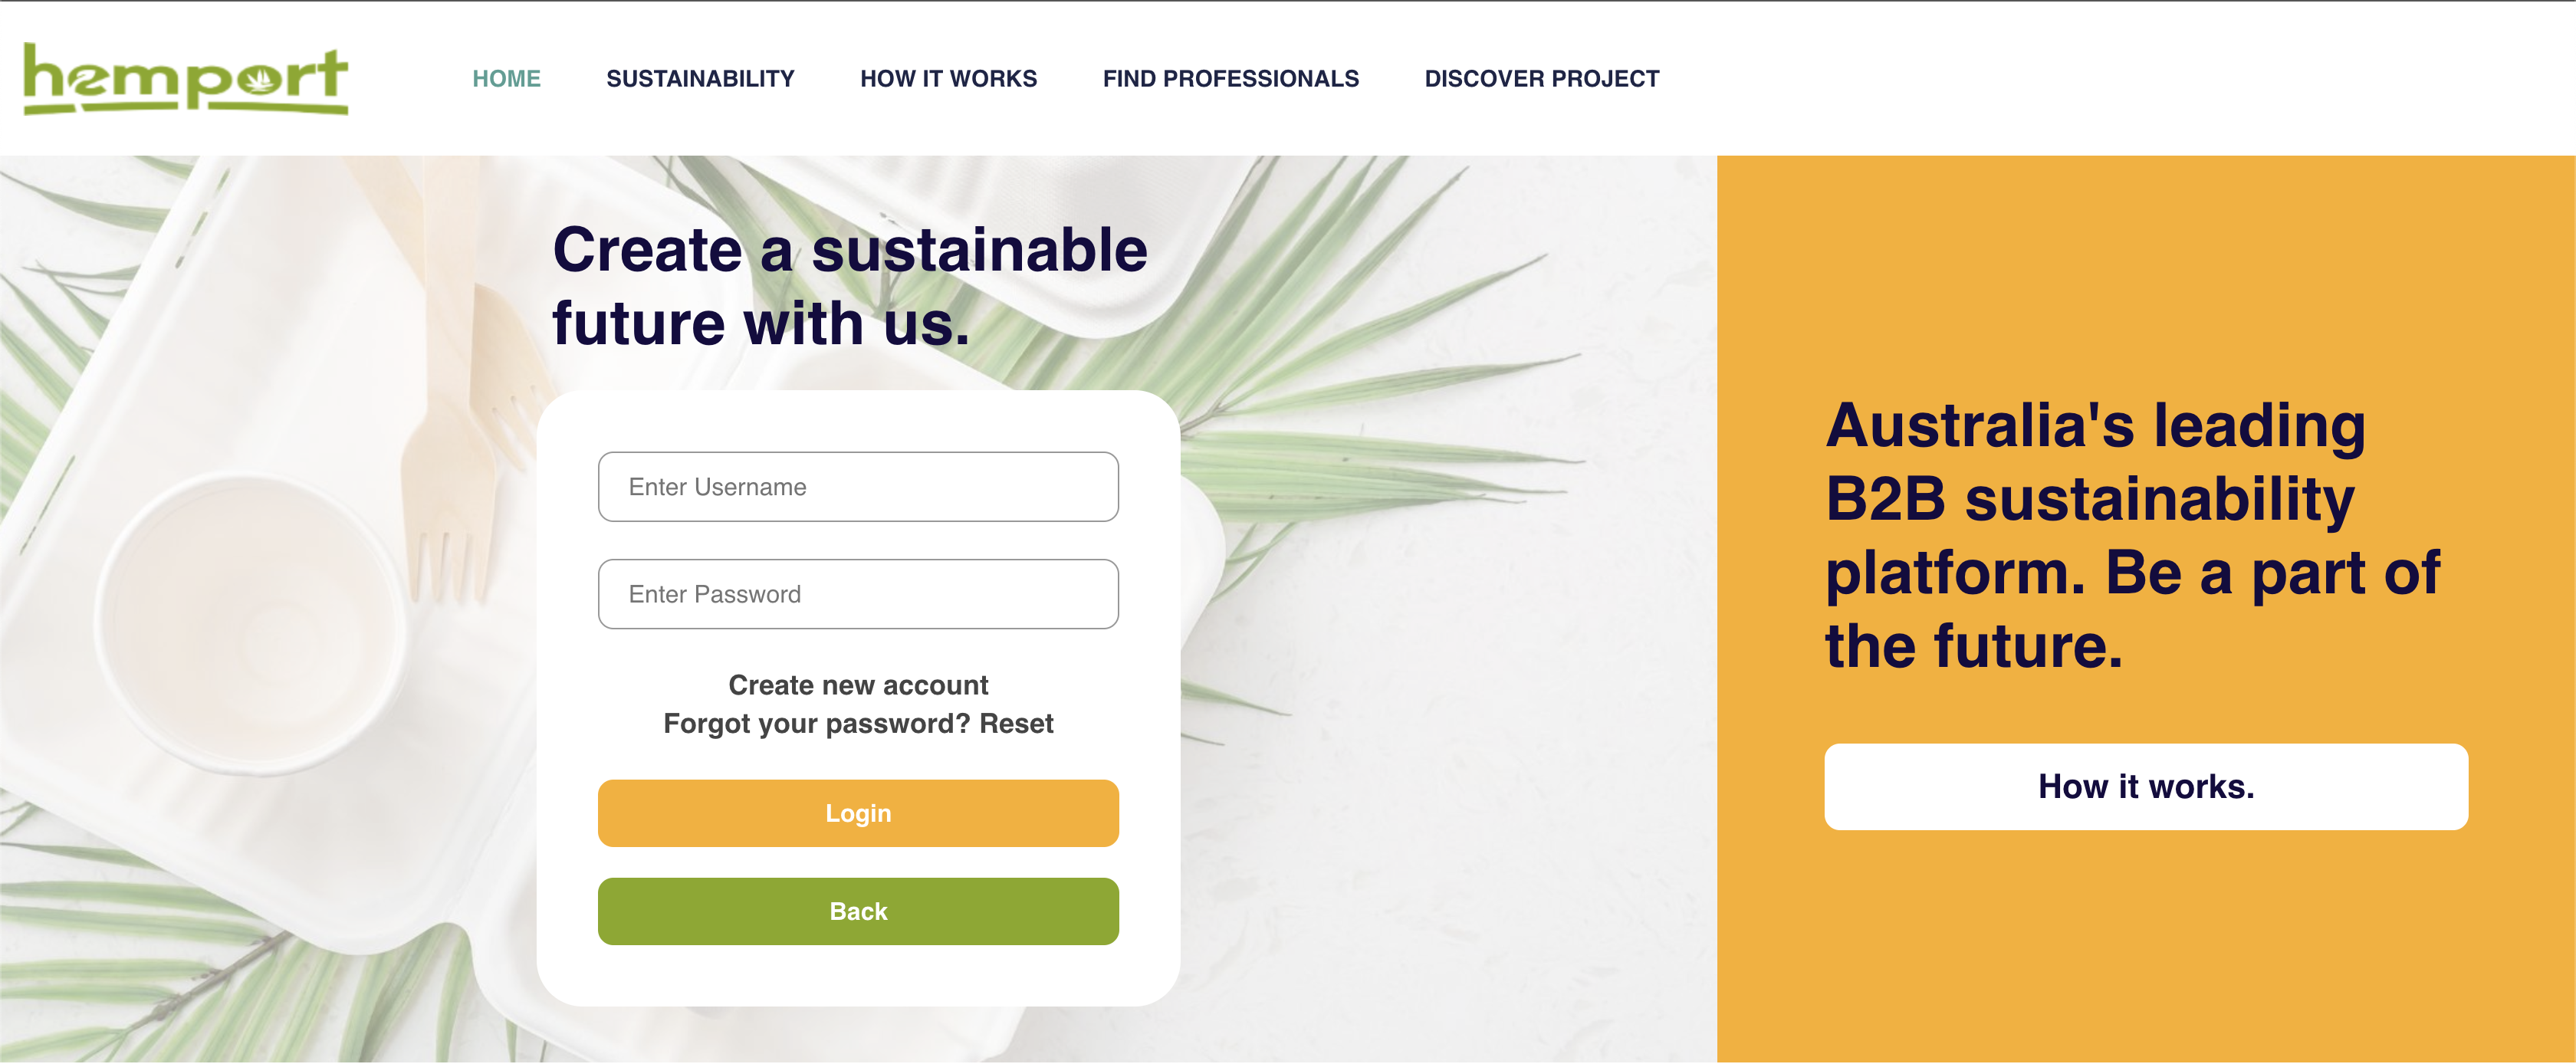 hemport
HOME SUSTAINABILITY HOW IT WORKS FIND PROFESSIONALS DISCOVER PROJECT
Create a sustainable
future with us.
Enter Username
Enter Password
Create new account
Forgot your password? Reset
Login
Back
Australia's leading
B2B sustainability
platform. Be a part of
the future.
How it works.